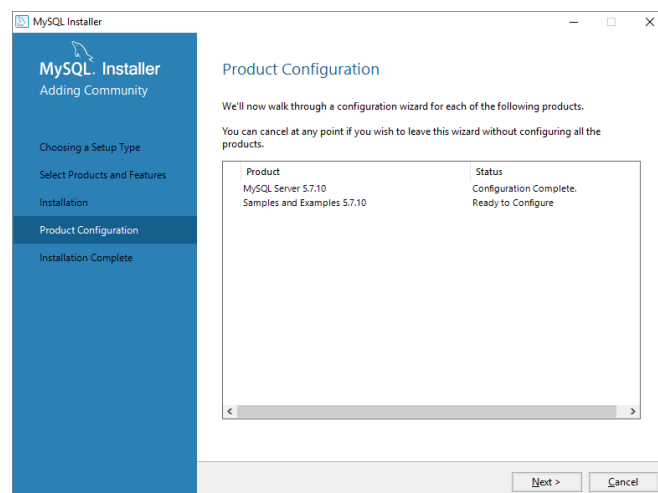 MySQL Installer
MySQL. Installer
Adding Community
Choosing a Setup Type
Select Products and Features
Installation
Product Configuration
Installation Complete
Product Configuration
We'll now walk through a configuration wizard for each of the following products.
You can cancel at any point if you wish to leave this wizard without configuring all the
products.
Product Status
MySQL Server 5.7.10 Configuration Complete.
Samples and Examples 5.7.10 Ready to Configure
Next > Cancel